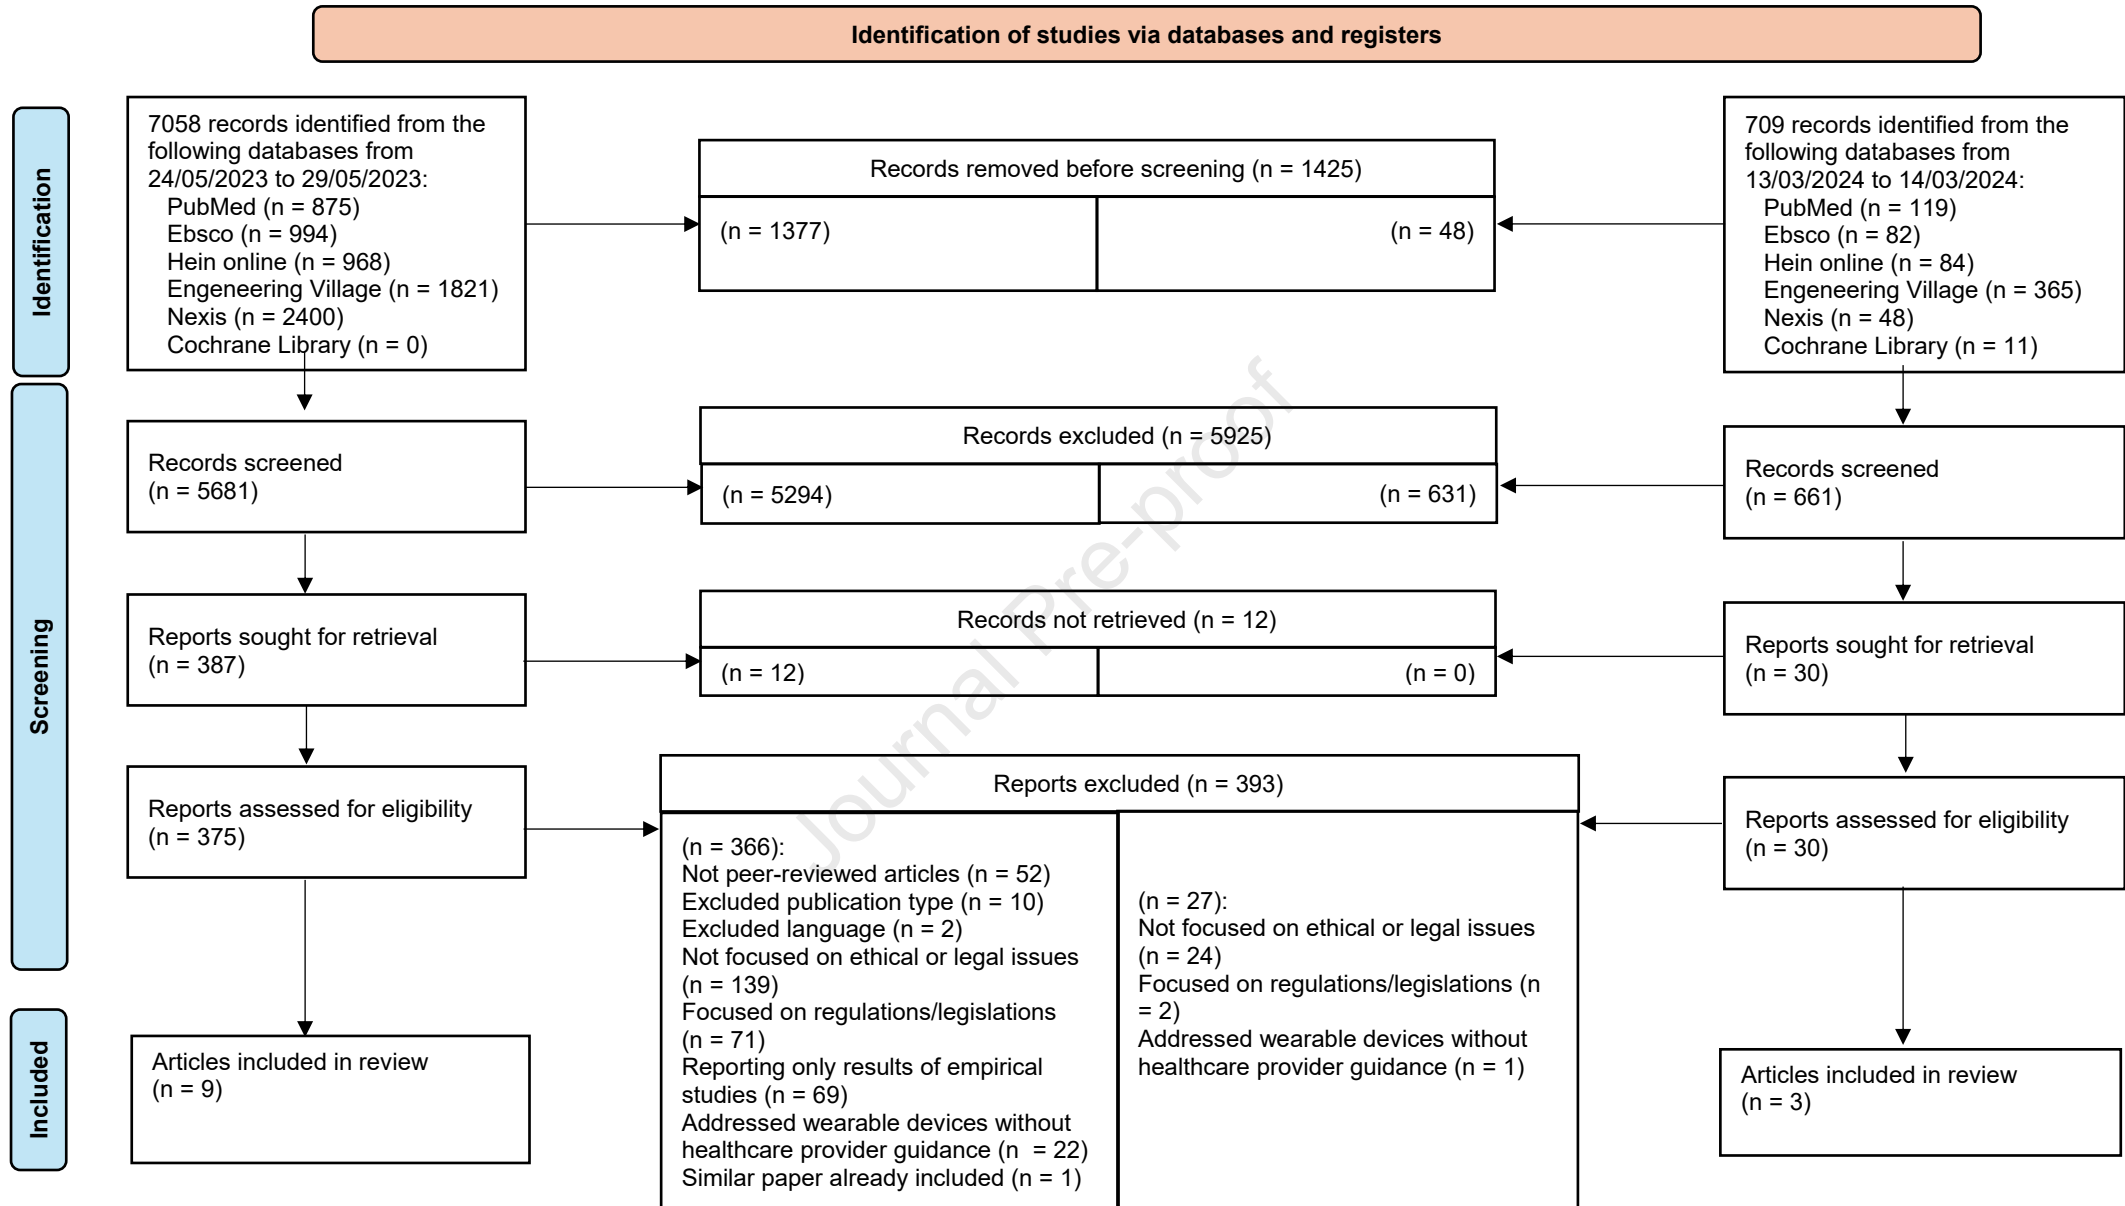 Identification of studies via databases and registers
Identification
7058 records identified from the
following databases from
24/05/2023 to 29/05/2023:
PubMed (n = 875)
Ebsco (n = 994)
Hein online (n = 968)
Engeneering Village (n = 1821)
Nexis (n = 2400)
Cochrane Library (n = 0)
Records removed before screening (n = 1425)
(n = 1377)
(n = 48)
709 records identified from the
following databases from
13/03/2024 to 14/03/2024:
PubMed (n = 119)
Ebsco (n = 82)
Hein online (n = 84)
Engeneering Village (n = 365)
Nexis (n = 48)
Cochrane Library (n = 11)
Screening
Records screened
(n = 5681)
Records excluded (n = 5925)
(n = 5294)
(n = 631)
Records screened
(n = 661)
Reports sought for retrieval
(n = 387)
Records not retrieved (n = 12)
(n = 12)
(n = 0)
Reports sought for retrieval
(n = 30)
Reports assessed for eligibility
(n = 375)
Reports excluded (n = 393)
(n = 366):
Not peer-reviewed articles (n = 52)
Excluded publication type (n = 10)
Excluded language (n = 2)
Not focused on ethical or legal issues
(n = 139)
Focused on regulations/legislations
(n = 71)
Reporting only results of empirical
studies (n = 69)
Addressed wearable devices without
healthcare provider guidance (n  = 22)
Similar paper already included (n = 1)
(n = 27):
Not focused on ethical or legal issues
(n = 24)
Focused on regulations/legislations (n
= 2)
Addressed wearable devices without
healthcare provider guidance (n = 1)
Reports assessed for eligibility
(n = 30)
Included
Articles included in review
(n = 9)
Articles included in review
(n = 3)
Journal Pre-proof